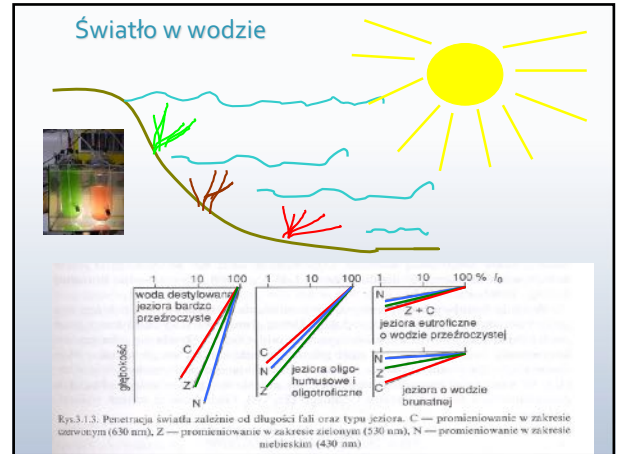 Światło w wodzie
1 10 100 1 10 100 1 10 100 % I₀
woda destylowana
jeziora bardzo
przeźroczyste
C
Z
N
głębokość
C
N
Z
jeziora oligo-
humusowe i
oligotroficzne
N
Z + C
jeziora eutroficzne
o wodzie przeźroczystej
N
Z
C
jeziora o wodzie
brunatnej
Rys.3.1.3. Penetracja światła zależnie od długości fali oraz typu jeziora. C — promieniowanie w zakresie
czerwonym (630 nm), Z — promieniowanie w zakresie zielonym (530 nm), N — promieniowanie w zakresie
niebieskim (430 nm)